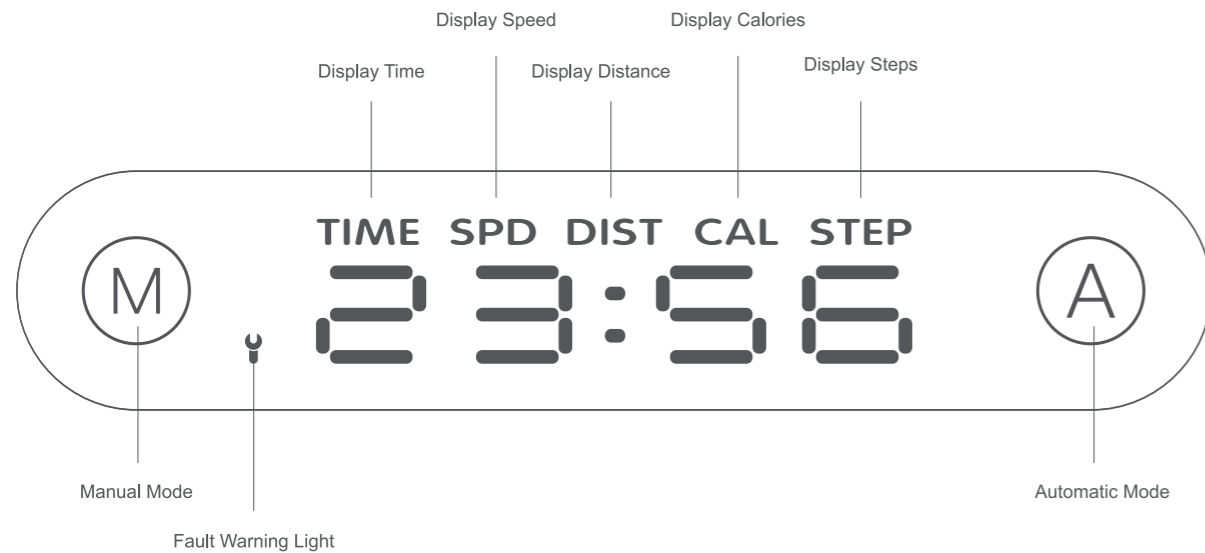 Display Speed
Display Calories
Display Time
Display Distance
Display Steps
TIME SPD DIST CAL STEP
M
23:56
A
Manual Mode
Automatic Mode
Fault Warning Light